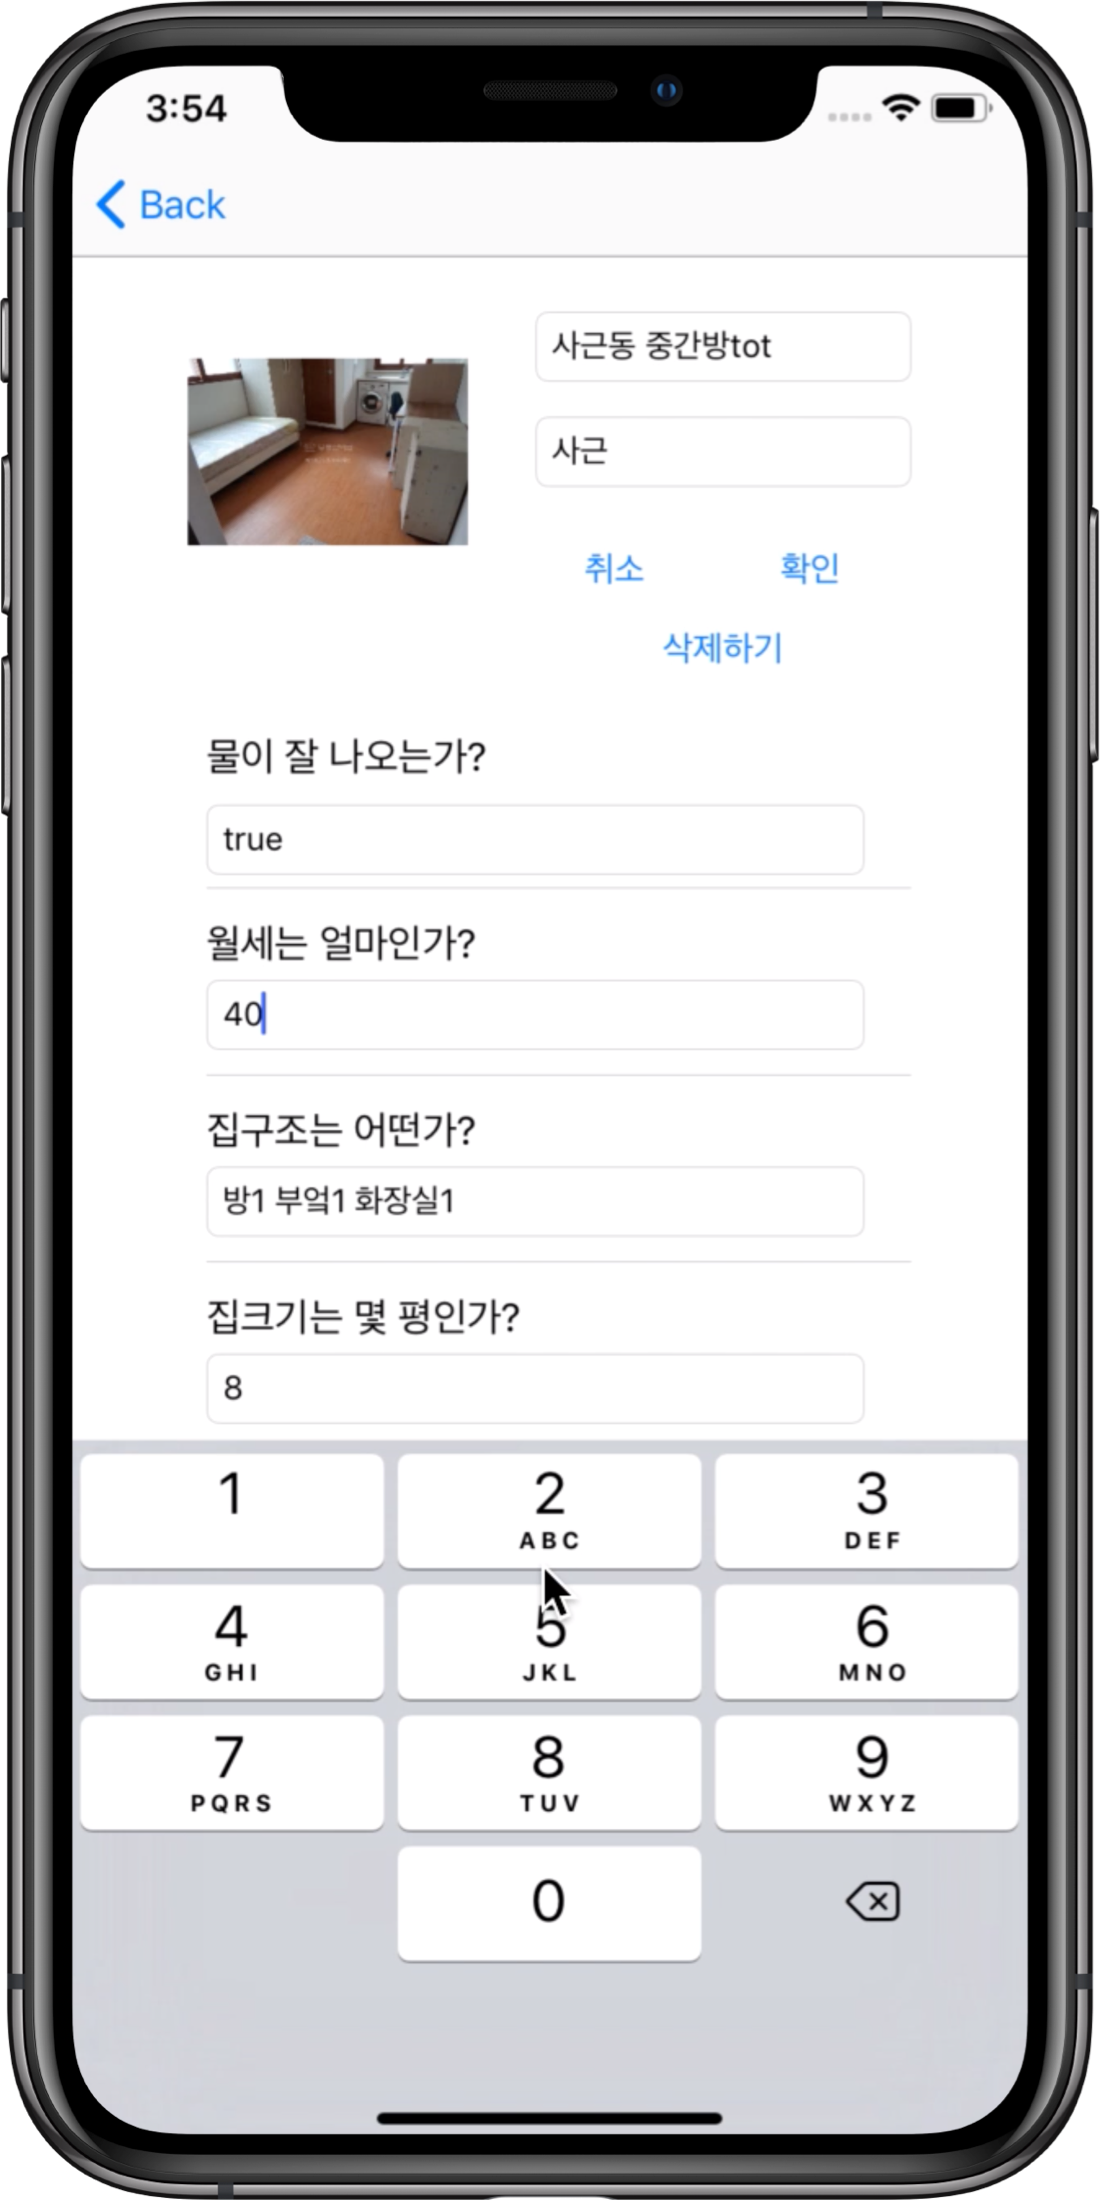 3:54
Back
사근동 중간방tot
사근
취소 확인
삭제하기
물이 잘 나오는가?
true
월세는 얼마인가?
40
집구조는 어떤가?
방1 부엌1 화장실1
집크기는 몇 평인가?
8
1 2 3
ABC DEF
4 5 6
GHI JKL MNO
7 8 9
PQRS TUV WXYZ
0